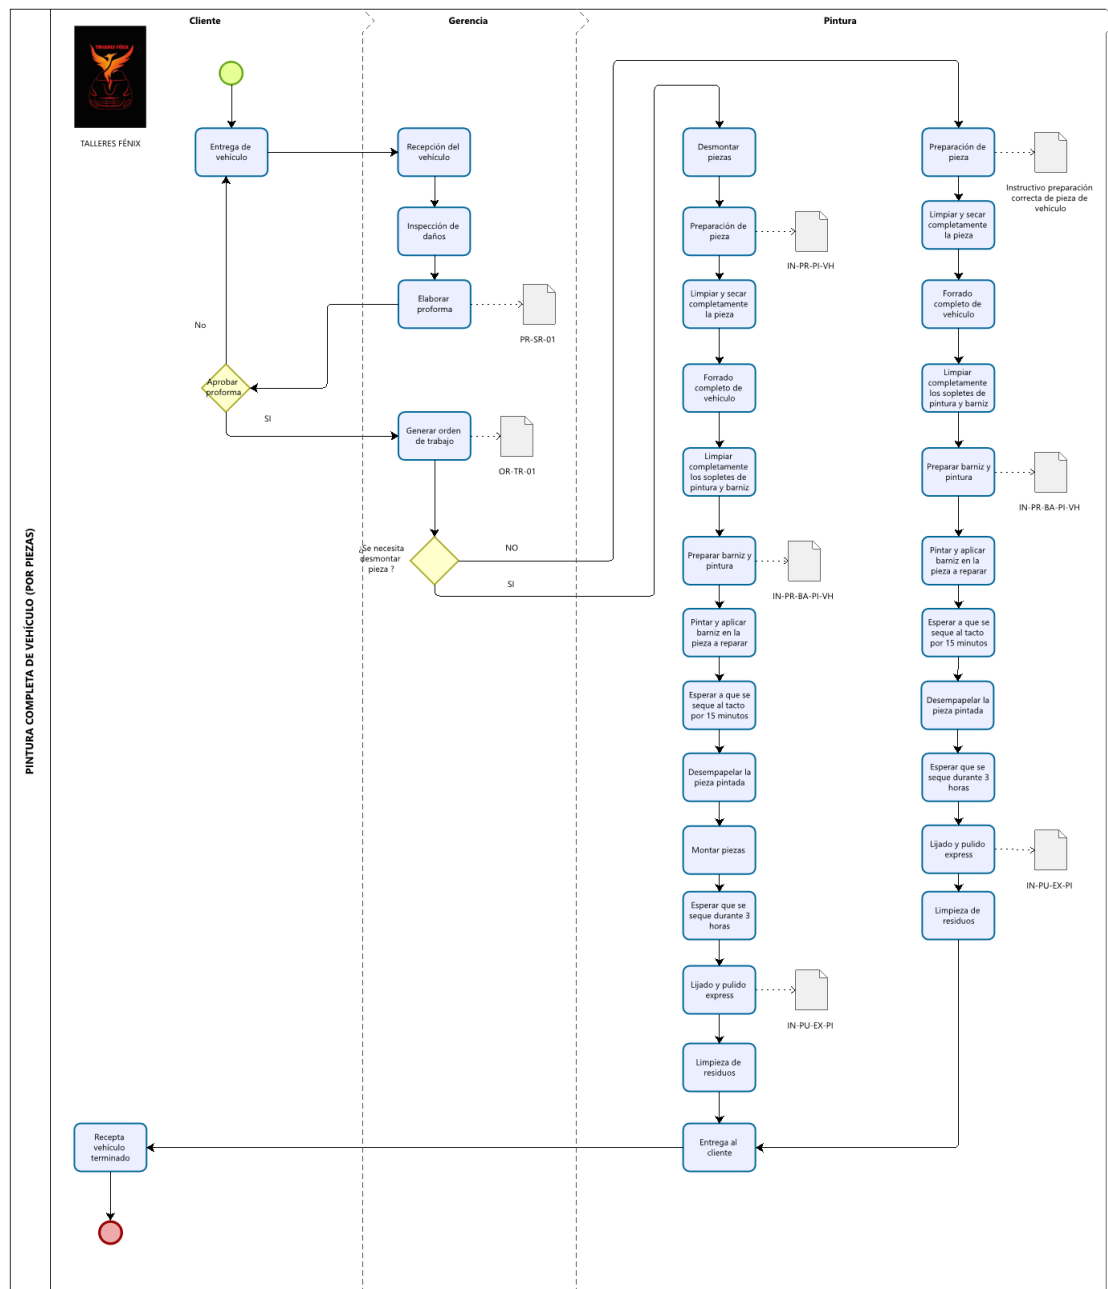 Cliente
Gerencia
Pintura
PINTURA COMPLETA DE VEHÍCULO (POR PIEZAS)
TALLERES FÉNIX
TALLERES FÉNIX
Entrega de
vehículo
Recepción del
vehículo
Inspección de
daños
Elaborar
proforma
PR-SR-01
No
Aprobar
proforma
SI
Generar orden
de trabajo
OR-TR-01
¿Se necesita
desmontar
pieza ?
NO
SI
Desmontar
piezas
Preparación de
pieza
IN-PR-PI-VH
Limpiar y secar
completamente
la pieza
Forrado
completo de
vehículo
Limpiar
completamente
los sopletes de
pintura y barniz
Preparar barniz y
pintura
IN-PR-BA-PI-VH
Pintar y aplicar
barniz en la
pieza a reparar
Esperar a que se
seque al tacto
por 15 minutos
Desempapelar la
pieza pintada
Montar piezas
Esperar que se
seque durante 3
horas
Lijado y pulido
express
IN-PU-EX-PI
Limpieza de
residuos
Entrega al
cliente
Preparación de
pieza
Instructivo preparación
correcta de pieza de
vehículo
Limpiar y secar
completamente
la pieza
Forrado
completo de
vehículo
Limpiar
completamente
los sopletes de
pintura y barniz
Preparar barniz y
pintura
IN-PR-BA-PI-VH
Pintar y aplicar
barniz en la
pieza a reparar
Esperar a que se
seque al tacto
por 15 minutos
Desempapelar la
pieza pintada
Esperar que se
seque durante 3
horas
Lijado y pulido
express
IN-PU-EX-PI
Limpieza de
residuos
Recepta
vehículo
terminado